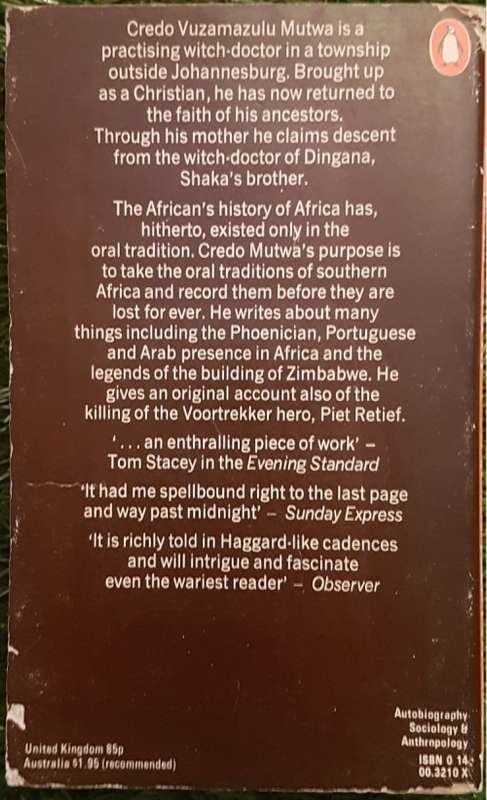 Credo Vuzamazulu Mutwa is a
practising witch-doctor in a township
outside Johannesburg. Brought up
as a Christian, he has now returned to
the faith of his ancestors.
Through his mother he claims descent
from the witch-doctor of Dingana,
Shaka's brother.
The African's history of Africa has,
hitherto, existed only in the
oral tradition. Credo Mutwa's purpose is
to take the oral traditions of southern
Africa and record them before they are
lost for ever. He writes about many
things including the Phoenician, Portuguese
and Arab presence in Africa and the
legends of the building of Zimbabwe. He
gives an original account also of the
killing of the Voortrekker hero, Piet Retief.
'... an enthralling piece of work' –
Tom Stacey in the Evening Standard
'It had me spellbound right to the last page
and way past midnight' – Sunday Express
'It is richly told in Haggard-like cadences
and will intrigue and fascinate
even the wariest reader' – Observer
United Kingdom 85p
Australia $1.95 (recommended)
Autobiography
Sociology &
Anthropology
ISBN 0 14
00.3210 X